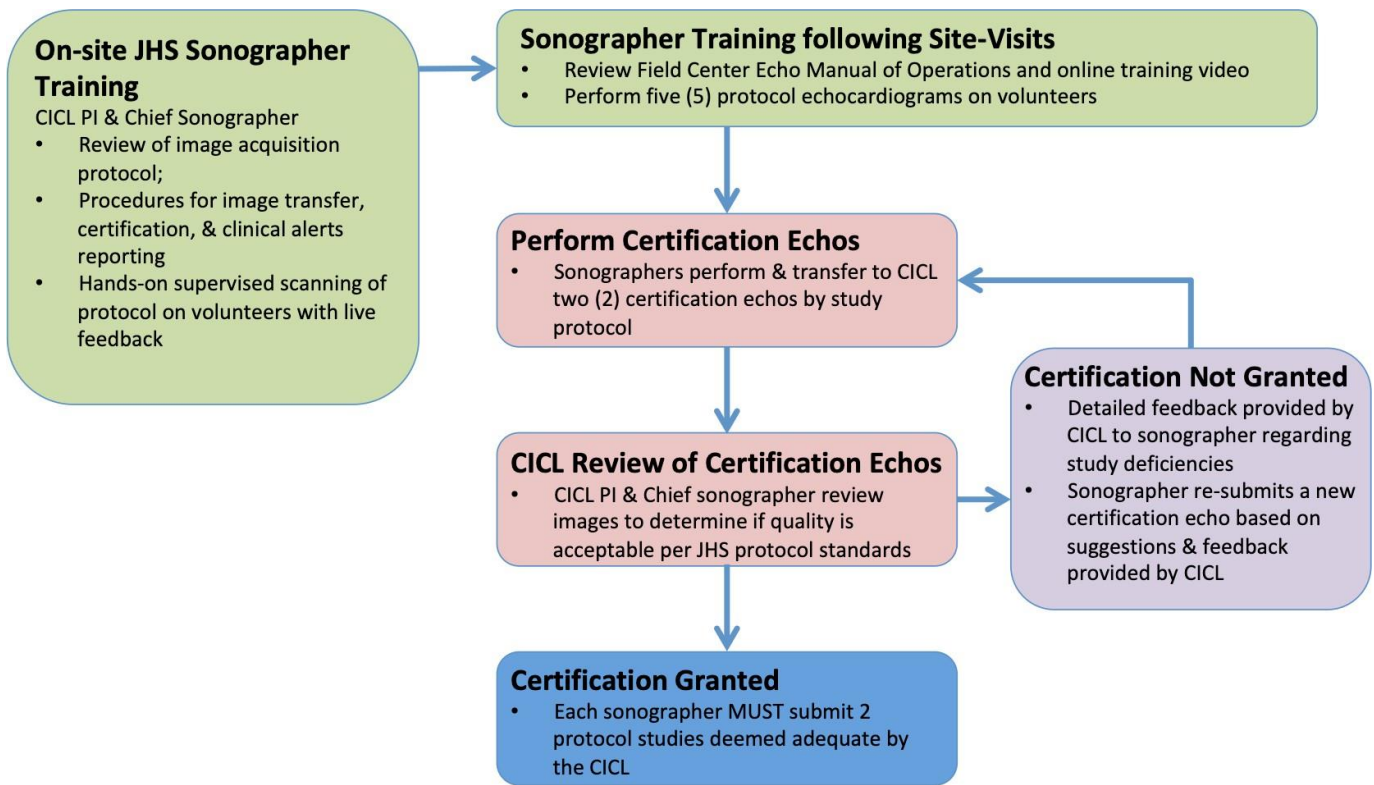 On-site JHS Sonographer
Training
CICL PI & Chief Sonographer
• Review of image acquisition
protocol;
• Procedures for image transfer,
certification, & clinical alerts
reporting
• Hands-on supervised scanning of
protocol on volunteers with live
feedback
Sonographer Training following Site-Visits
• Review Field Center Echo Manual of Operations and online training video
• Perform five (5) protocol echocardiograms on volunteers
Perform Certification Echos
• Sonographers perform & transfer to CICL
two (2) certification echos by study
protocol
CICL Review of Certification Echos
• CICL PI & Chief sonographer review
images to determine if quality is
acceptable per JHS protocol standards
Certification Not Granted
• Detailed feedback provided by
CICL to sonographer regarding
study deficiencies
• Sonographer re-submits a new
certification echo based on
suggestions & feedback
provided by CICL
Certification Granted
• Each sonographer MUST submit 2
protocol studies deemed adequate by
the CICL